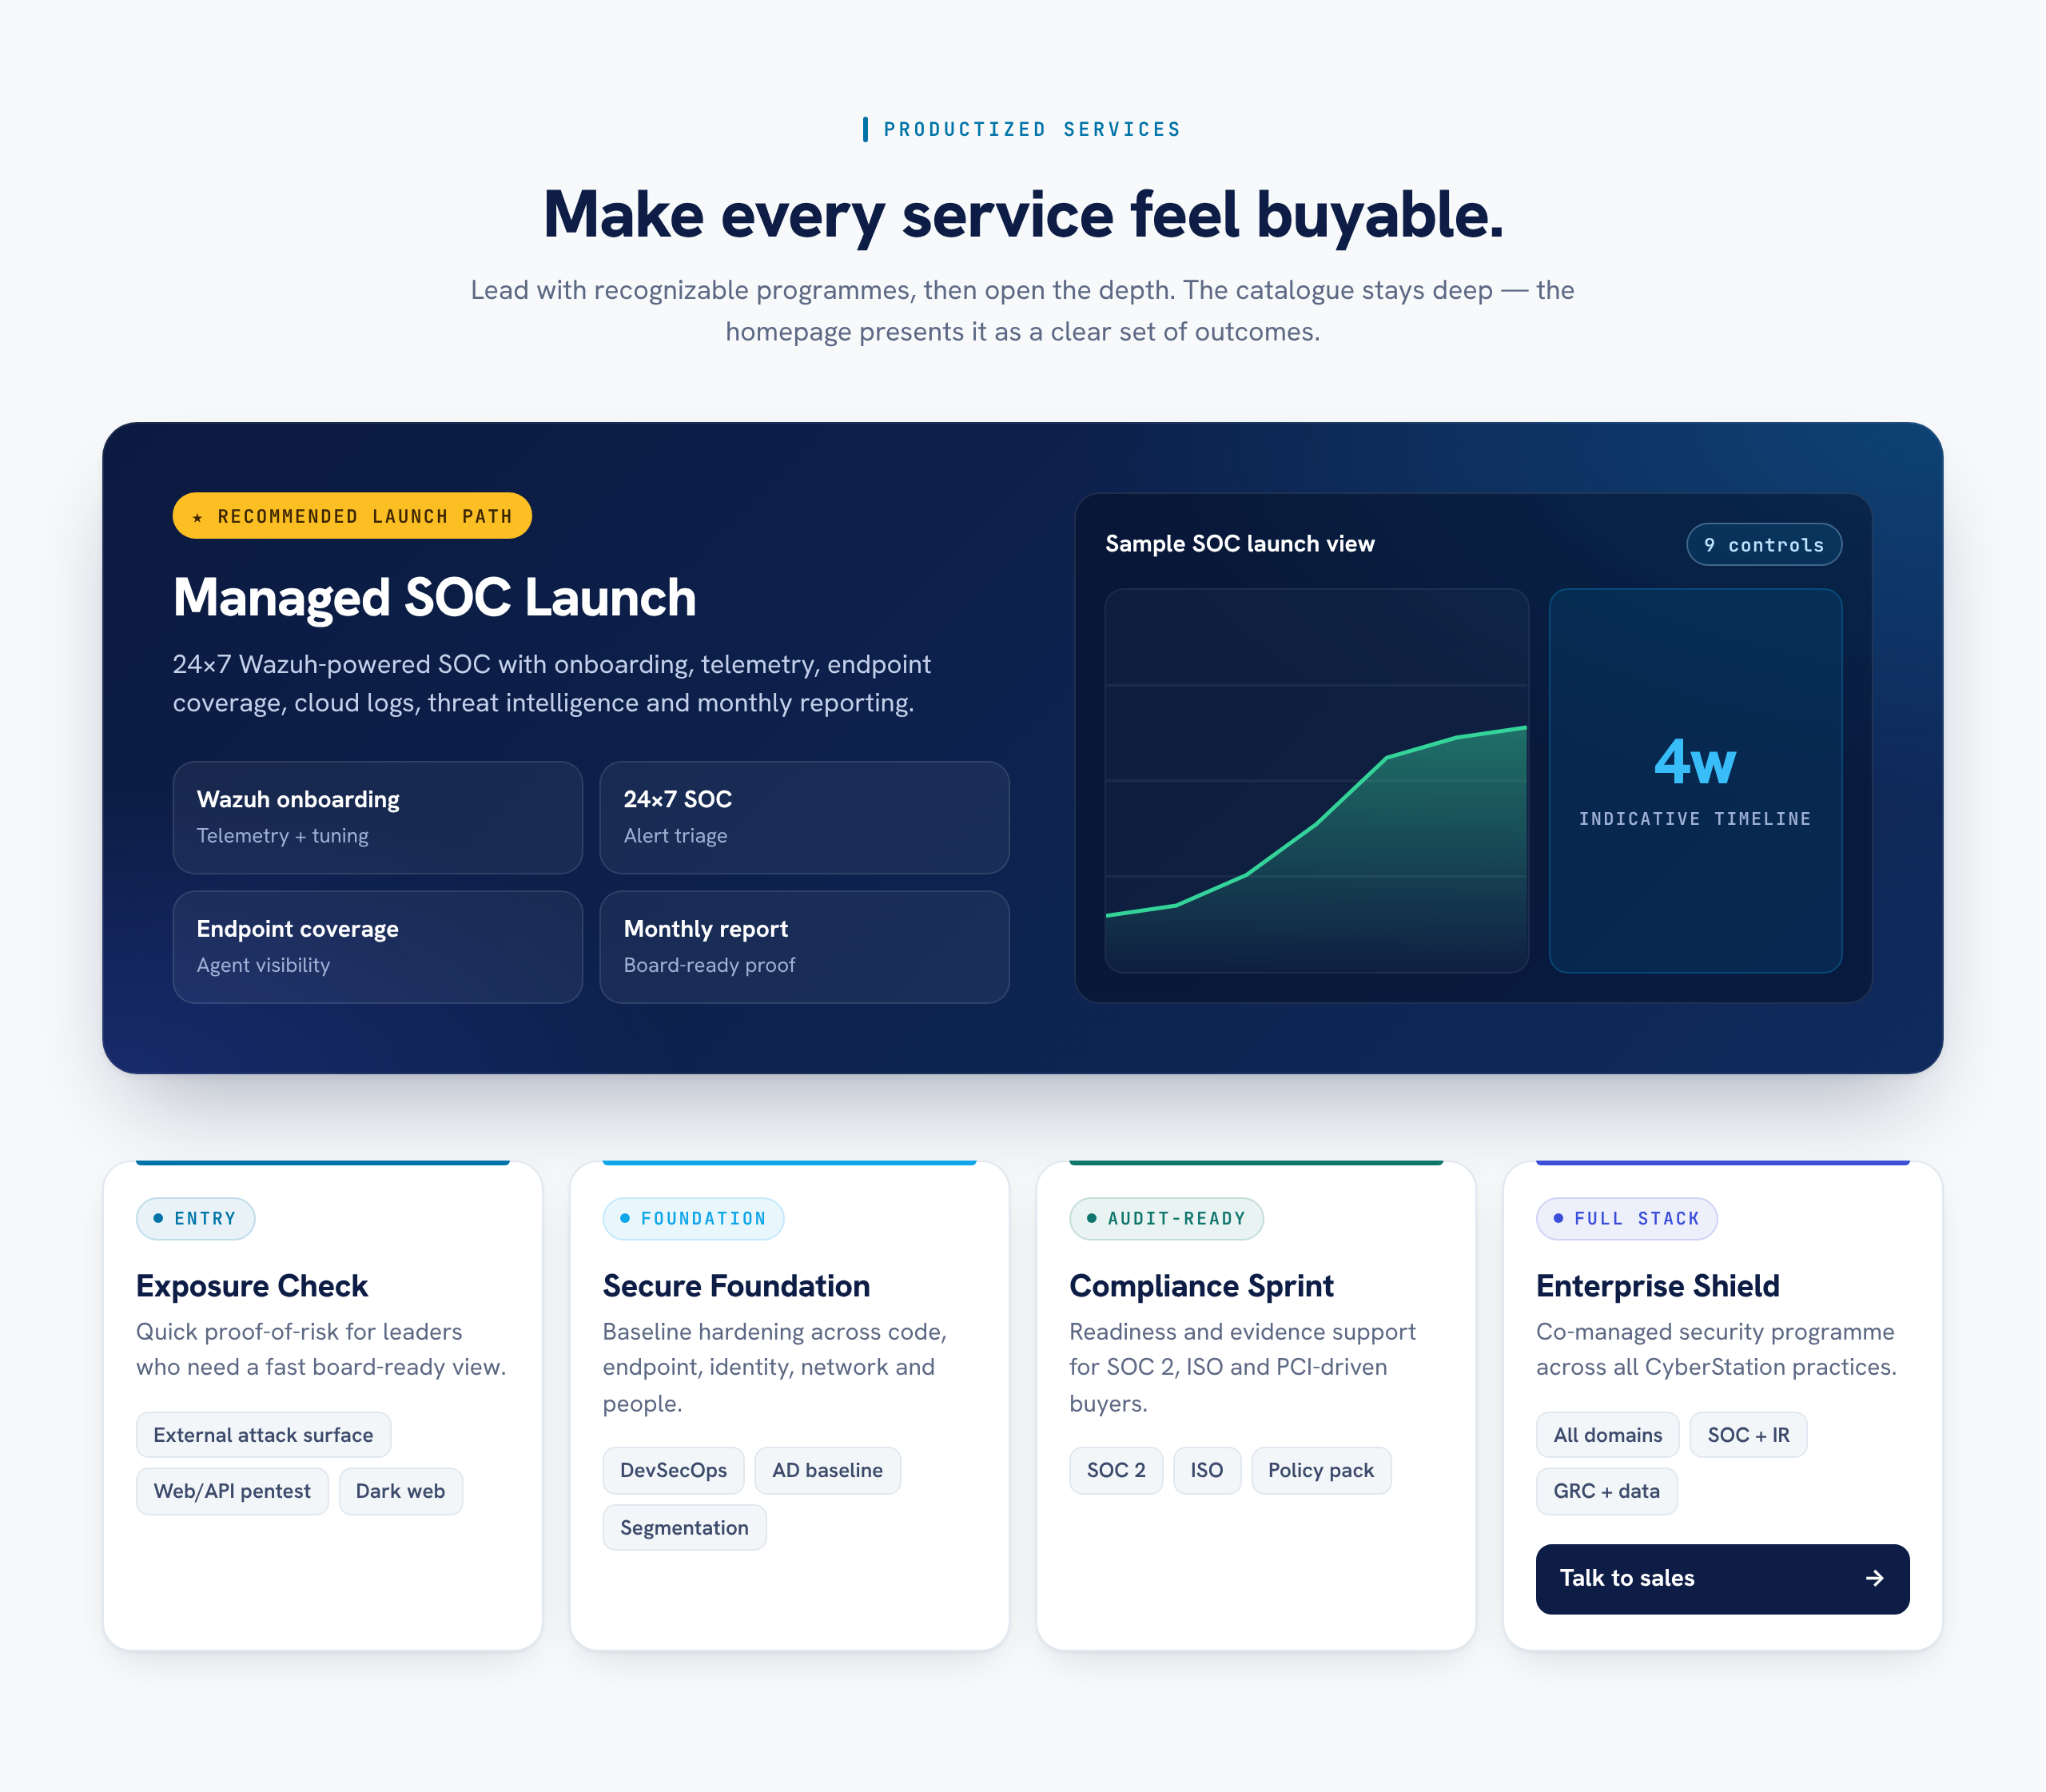 PRODUCTIZED SERVICES
Make every service feel buyable.
Lead with recognizable programmes, then open the depth. The catalogue stays deep — the
homepage presents it as a clear set of outcomes.
★ RECOMMENDED LAUNCH PATH
Managed SOC Launch
24×7 Wazuh-powered SOC with onboarding, telemetry, endpoint
coverage, cloud logs, threat intelligence and monthly reporting.
Wazuh onboarding
Telemetry + tuning
24×7 SOC
Alert triage
Endpoint coverage
Agent visibility
Monthly report
Board-ready proof
Sample SOC launch view
9 controls
4w
INDICATIVE TIMELINE
ENTRY
Exposure Check
Quick proof-of-risk for leaders
who need a fast board-ready view.
External attack surface
Web/API pentest
Dark web
FOUNDATION
Secure Foundation
Baseline hardening across code,
endpoint, identity, network and
people.
DevSecOps
AD baseline
Segmentation
AUDIT-READY
Compliance Sprint
Readiness and evidence support
for SOC 2, ISO and PCI-driven
buyers.
SOC 2
ISO
Policy pack
FULL STACK
Enterprise Shield
Co-managed security programme
across all CyberStation practices.
All domains
SOC + IR
GRC + data
Talk to sales →